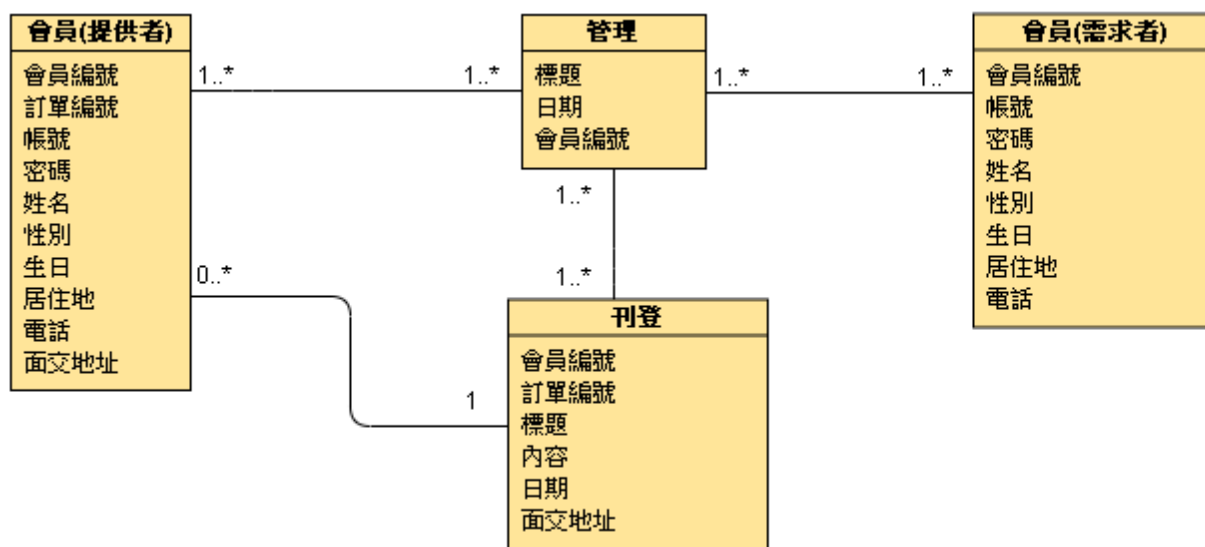 會員(提供者)
會員編號
訂單編號
帳號
密碼
姓名
性別
生日
居住地
電話
面交地址
1..*
1..*
管理
標題
日期
會員編號
1..*
1..*
會員(需求者)
會員編號
帳號
密碼
姓名
性別
生日
居住地
電話
1..*
1..*
0..*
1
刊登
會員編號
訂單編號
標題
內容
日期
面交地址